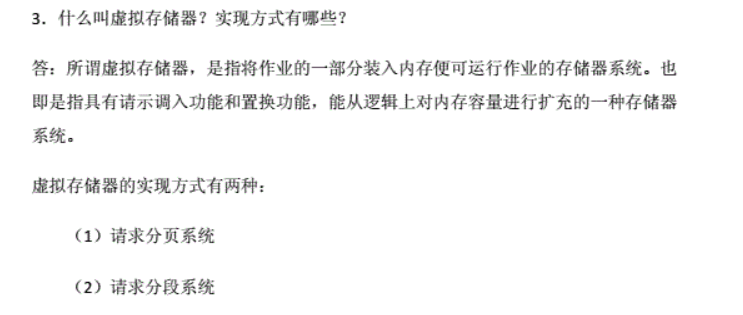 3．什么叫虚拟存储器？实现方式有哪些？
答：所谓虚拟存储器，是指将作业的一部分装入内存便可运行作业的存储器系统。也
即是指具有请示调入功能和置换功能，能从逻辑上对内存容量进行扩充的一种存储器
系统。
虚拟存储器的实现方式有两种：
（1）请求分页系统
（2）请求分段系统